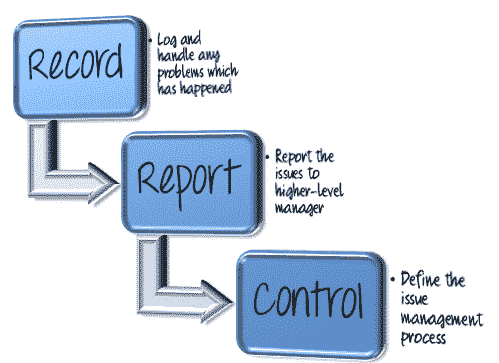 Record
• Log and
handle any
problems which
has happened
Report
• Report the
issues to
higher-level
manager
Control
• Define the
issue
management
process